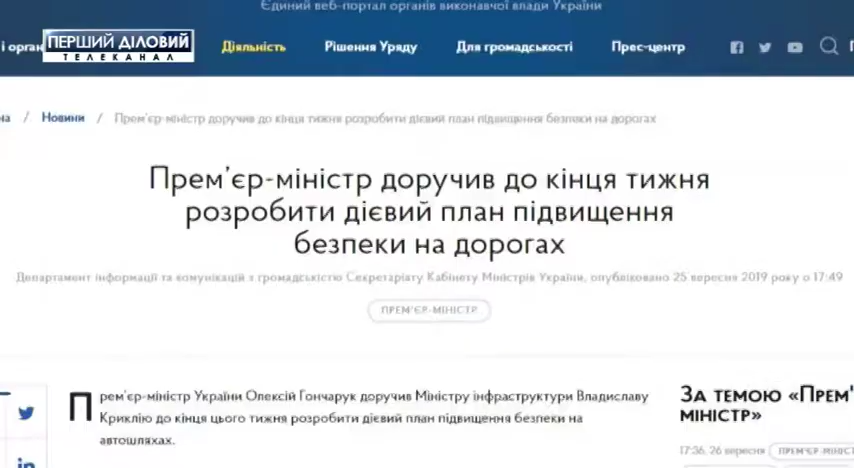 Єдиний веб-портал органів виконавчої влади України
і орган
ПЕРШИЙ ДІЛОВИЙ
ТЕЛЕКАНАЛ
Діяльність
Рішення Уряду
Для громадськості
Прес-центр
на / Новини / Прем'єр-міністр доручив до кінця тижня розробити дієвий план підвищення безпеки на дорогах
Прем'єр-міністр доручив до кінця тижня
розробити дієвий план підвищення
безпеки на дорогах
Департамент інформації та комунікацій з громадськістю Секретаріату Кабінету Міністрів України, опубліковано 25 вересня 2019 року о 17:49
ПРЕМ'ЄР-МІНІСТР
Прем'єр-міністр України Олексій Гончарук доручив Міністру інфраструктури Владиславу
Криклію до кінця цього тижня розробити дієвий план підвищення безпеки на
автошляхах.
За темою «Прем'
міністр»
17:36, 26 вересня ПРЕМ'ЄР-МІНІСТ